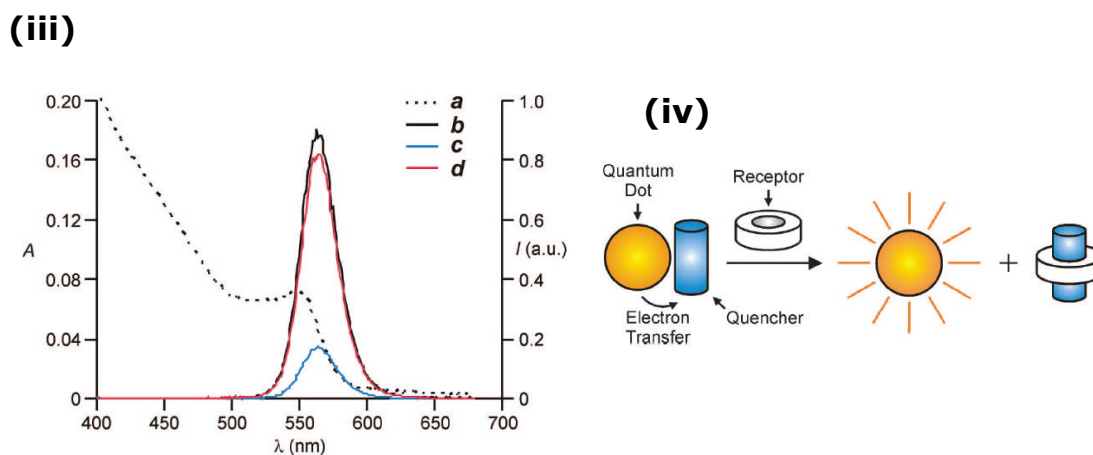 (iii)
0.20
0.16
0.12
0.08
0.04
0
A
400
450
500
550
600
650
700
λ (nm)
1.0
0.8
0.6
0.4
0.2
0
I (a.u.)
a
b
c
d
(iv)
Quantum
Dot
Receptor
Electron
Transfer
Quencher
+